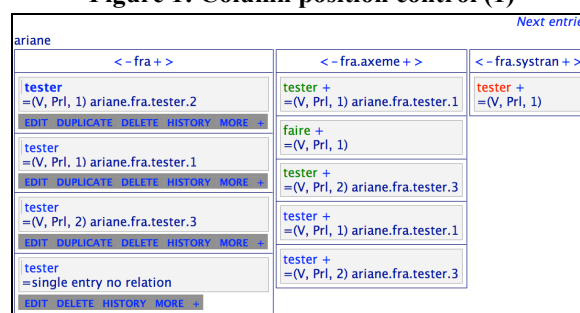 Figure 1: Column position control (1)
Next entrie
ariane
< - fra + >
tester
=(V, Prl, 1) ariane.fra.tester.2
EDIT DUPLICATE DELETE HISTORY MORE +
tester
=(V, Prl, 1) ariane.fra.tester.1
EDIT DUPLICATE DELETE HISTORY MORE +
tester
=(V, Prl, 2) ariane.fra.tester.3
EDIT DUPLICATE DELETE HISTORY MORE +
tester
=single entry no relation
EDIT DELETE HISTORY MORE +
< - fra.axeme + >
tester +
=(V, Prl, 1) ariane.fra.tester.1
faire +
=(V, Prl, 1)
tester +
=(V, Prl, 2) ariane.fra.tester.3
tester +
=(V, Prl, 1) ariane.fra.tester.1
tester +
=(V, Prl, 2) ariane.fra.tester.3
< - fra.systran + >
tester +
=(V, Prl, 1)